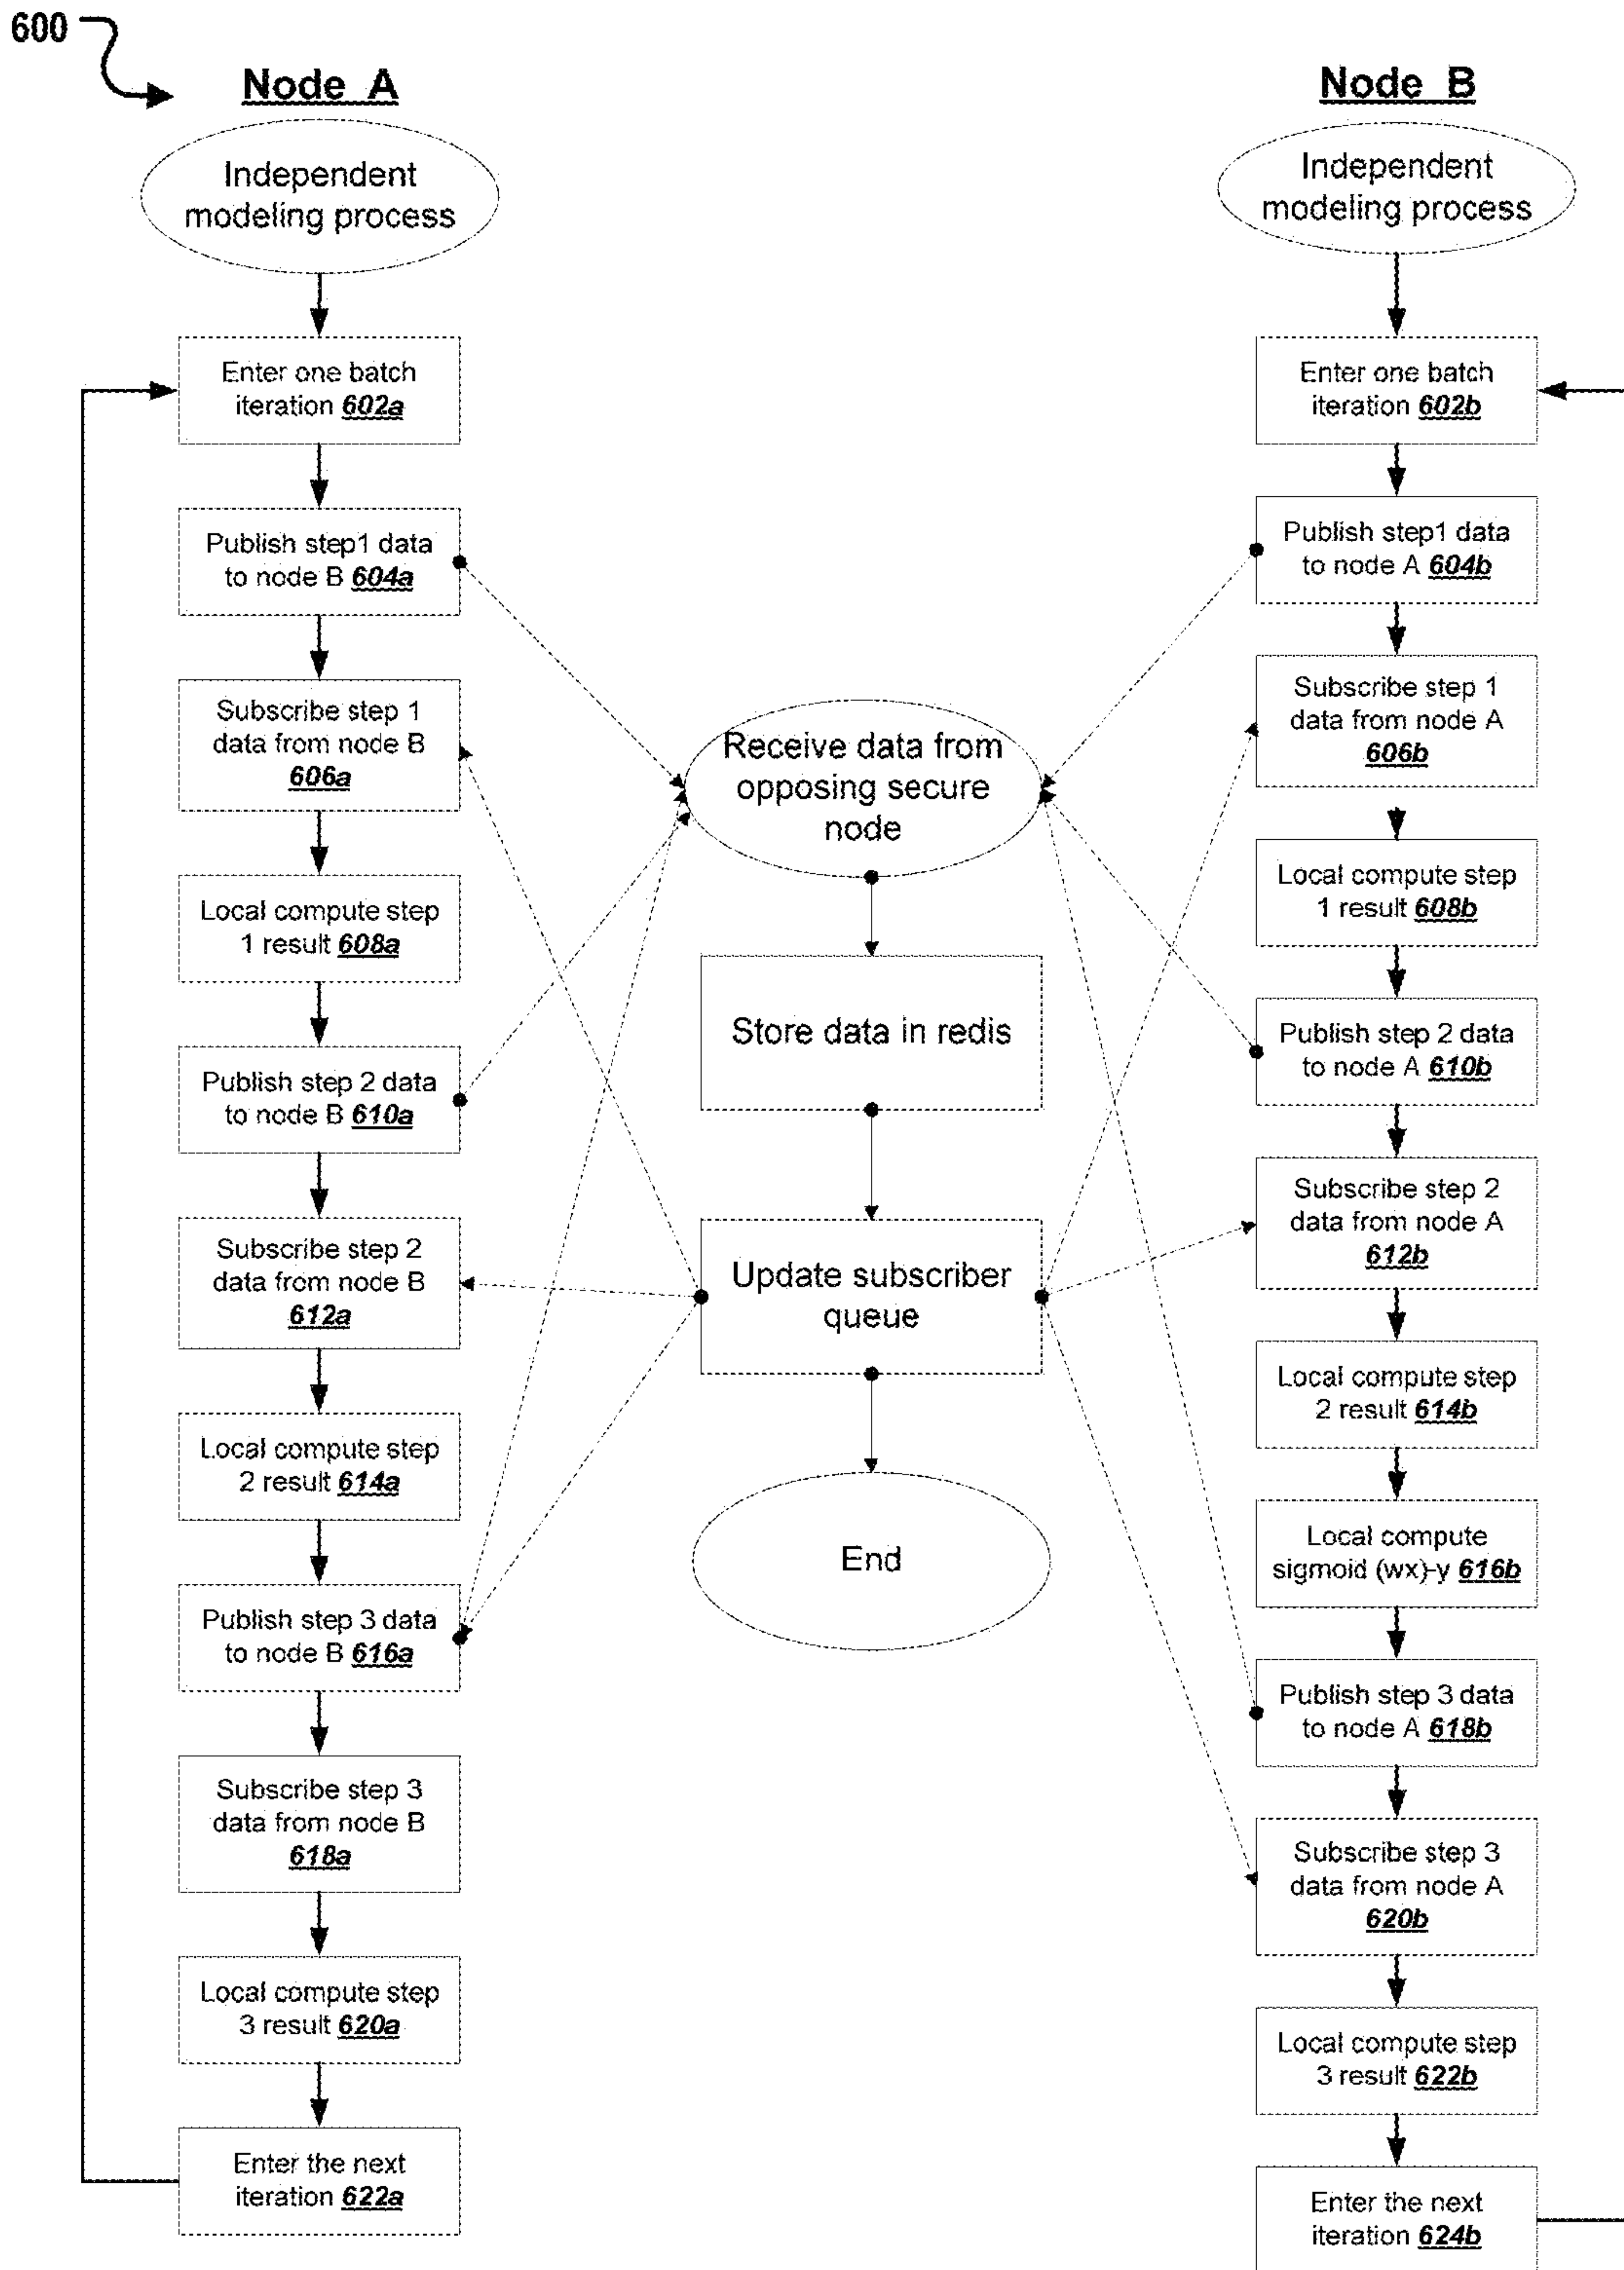 600
Node A
Independent
modeling process
Enter one batch
iteration 602a
Publish step1 data
to node B 604a
Subscribe step 1
data from node B
606a
Local compute step
1 result 608a
Publish step 2 data
to node B 610a
Subscribe step 2
data from node B
612a
Local compute step
2 result 614a
Publish step 3 data
to node B 616a
Subscribe step 3
data from node B
618a
Local compute step
3 result 620a
Enter the next
iteration 622a
Receive data from
opposing secure
node
Store data in redis
Update subscriber
queue
End
Node B
Independent
modeling process
Enter one batch
iteration 602b
Publish step1 data
to node A 604b
Subscribe step 1
data from node A
606b
Local compute step
1 result 608b
Publish step 2 data
to node A 610b
Subscribe step 2
data from node A
612b
Local compute step
2 result 614b
Local compute
sigmoid (wx)-y 616b
Publish step 3 data
to node A 618b
Subscribe step 3
data from node A
620b
Local compute step
3 result 622b
Enter the next
iteration 624b